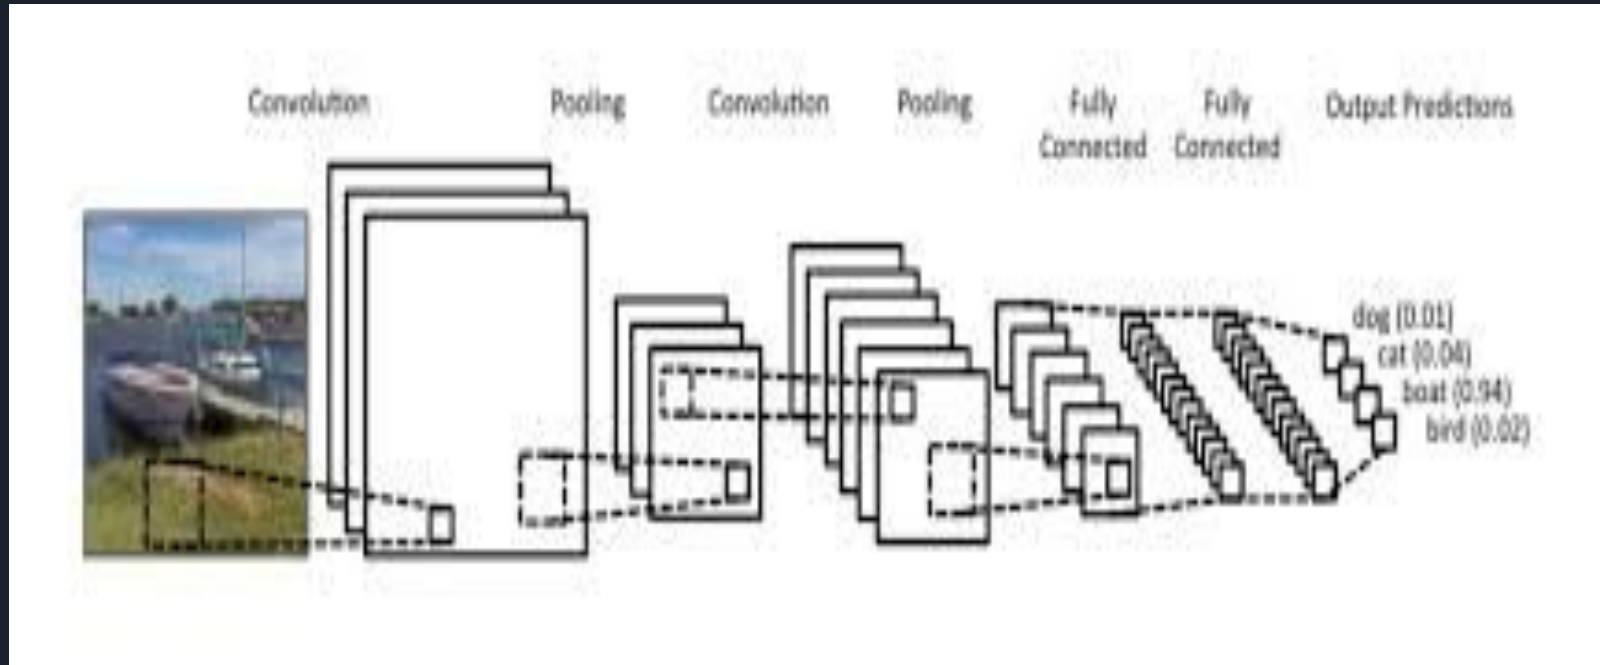 Convolution
Pooling
Convolution
Pooling
Fully
Connected
Fully
Connected
Output Predictions
dog (0.01)
cat (0.04)
boat (0.94)
bird (0.02)